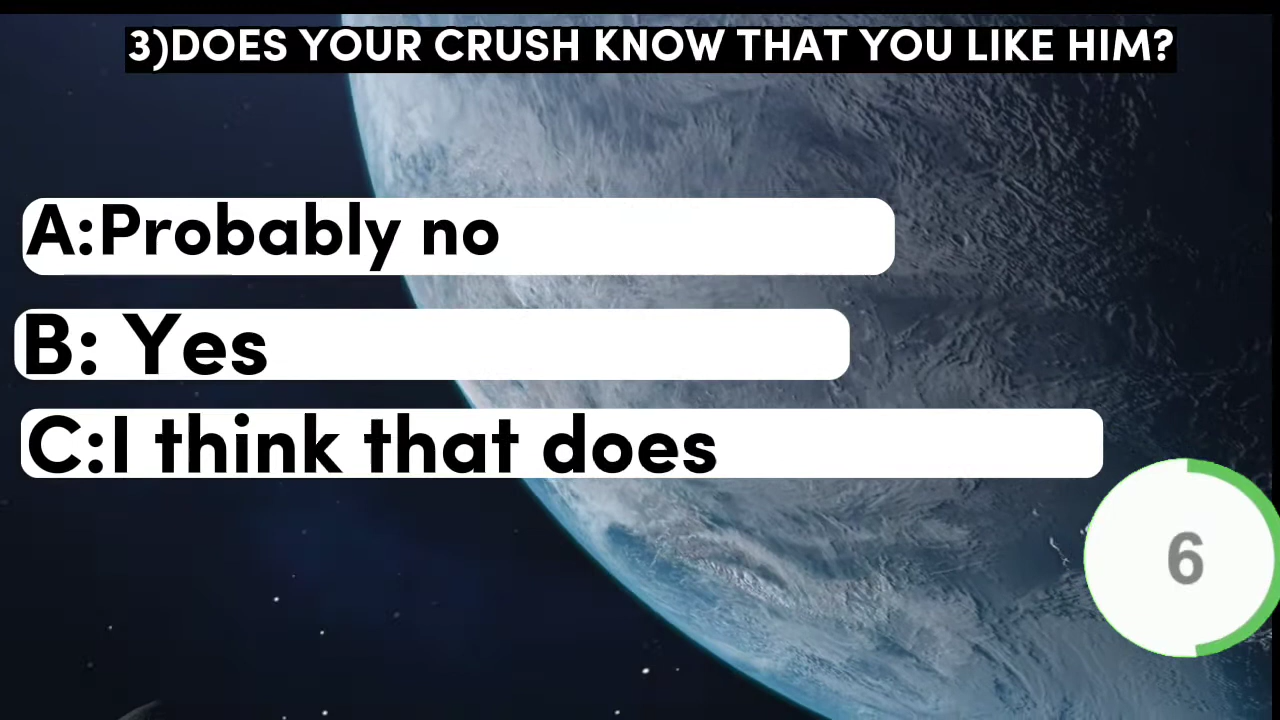 3)DOES YOUR CRUSH KNOW THAT YOU LIKE HIM?
A:Probably no
B: Yes
C:I think that does
6